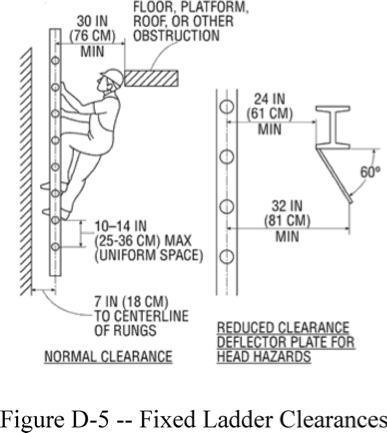 30 IN
(76 CM)
MIN
FLOOR, PLATFORM,
ROOF, OR OTHER
OBSTRUCTION
10–14 IN
(25-36 CM) MAX
(UNIFORM SPACE)
7 IN (18 CM)
TO CENTERLINE
OF RUNGS
NORMAL CLEARANCE
24 IN
(61 CM)
MIN
60º
32 IN
(81 CM)
MIN
REDUCED CLEARANCE
DEFLECTOR PLATE FOR
HEAD HAZARDS
Figure D-5 -- Fixed Ladder Clearances